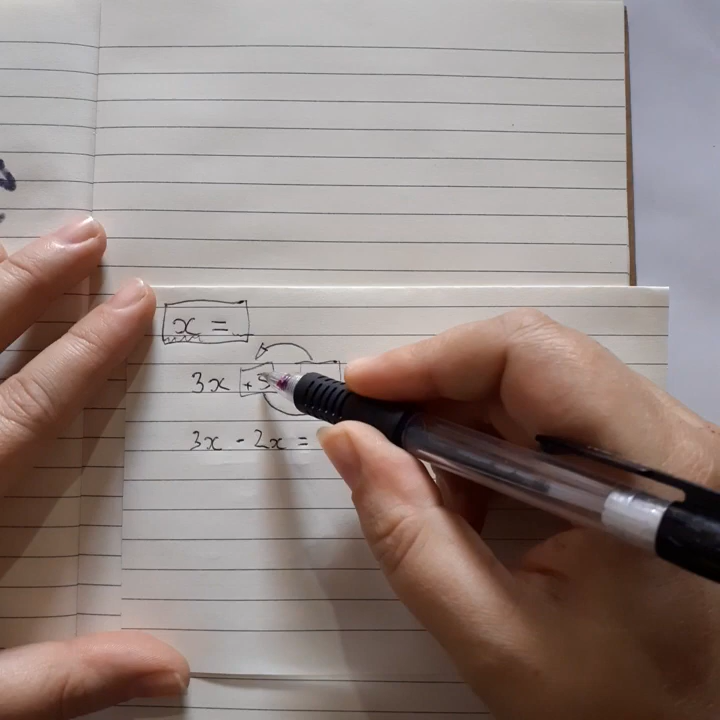 x =
3x + 5
3x - 2x =